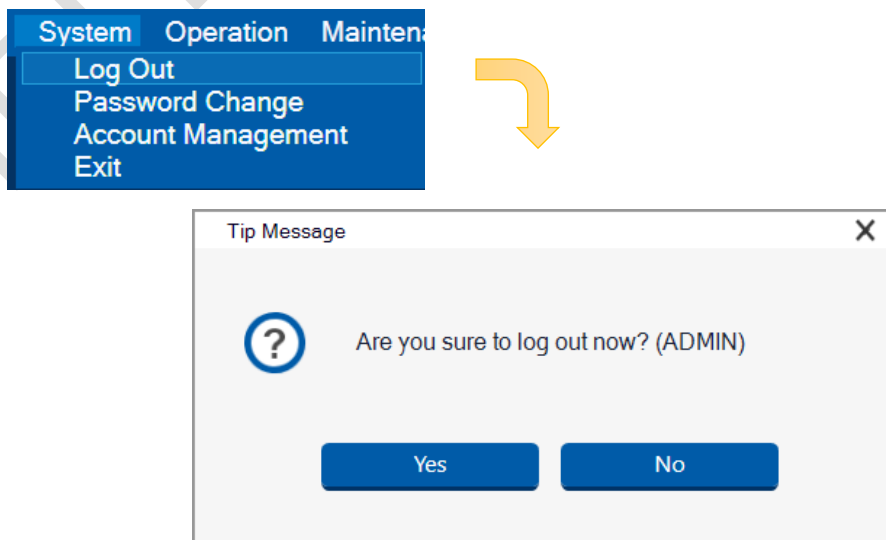 System Operation Mainten
Log Out
Password Change
Account Management
Exit
Tip Message X
?
Are you sure to log out now? (ADMIN)
Yes No